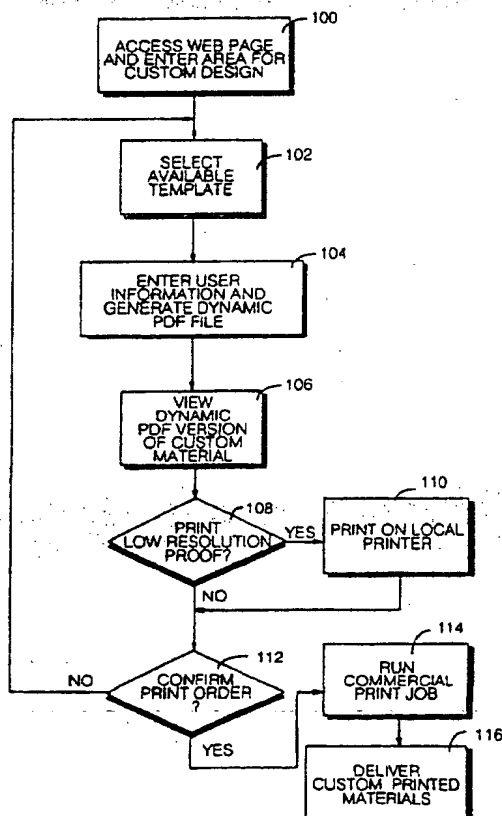 100
ACCESS WEB PAGE
AND ENTER AREA FOR
CUSTOM DESIGN
SELECT
AVAILABLE
TEMPLATE
102
104
ENTER USER
INFORMATION AND
GENERATE DYNAMIC
PDF FILE
106
VIEW
DYNAMIC
PDF VERSION
OF CUSTOM
MATERIAL
108
PRINT
LOW RESOLUTION
PROOF?
YES
110
PRINT ON LOCAL
PRINTER
NO
112
CONFIRM
PRINT ORDER
?
NO
YES
114
RUN
COMMERCIAL
PRINT JOB
116
DELIVER
CUSTOM PRINTED
MATERIALS